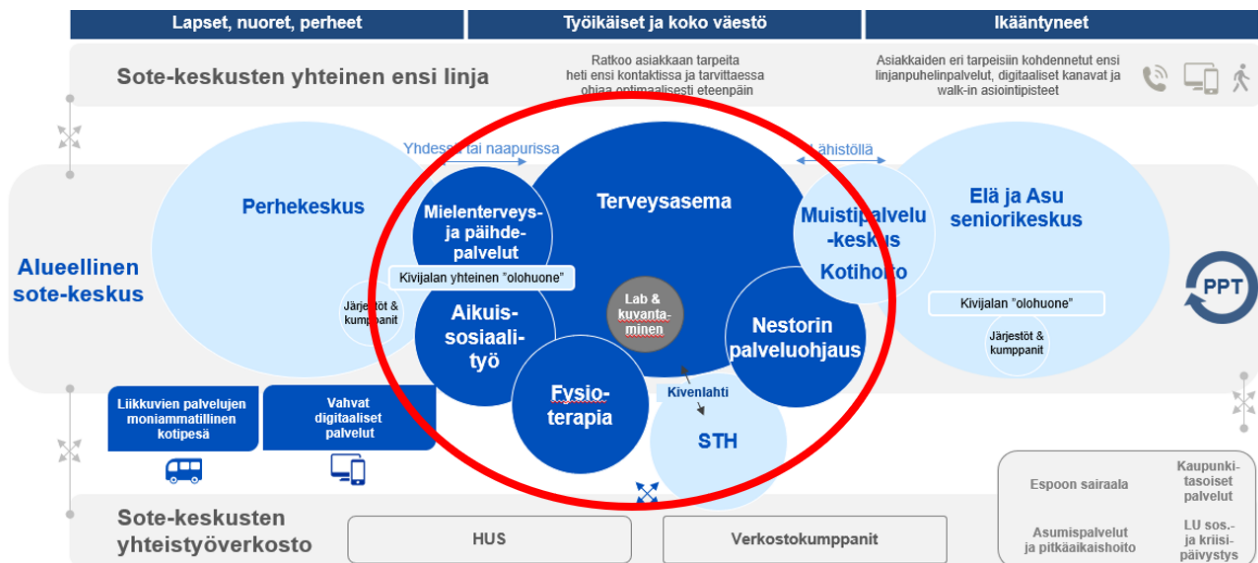 Lapset, nuoret, perheet
Työikäiset ja koko väestö
Ikääntyneet
Sote-keskusten yhteinen ensi linja
Ratkoo asiakkaan tarpeita
heti ensi kontaktissa ja tarvittaessa
ohjaa optimaalisesti eteenpäin
Asiakkaiden eri tarpeisiin kohdennetut ensi
linjanpuhelinpalvelut, digitaaliset kanavat ja
walk-in asiointipisteet
Yhdessä tai naapurissa
Lähistöllä
Alueellinen
sote-keskus
Perhekeskus
Järjestöt &
kumppanit
Mielenterveys-
ja päihde-
palvelut
Kivijalan yhteinen "olohuone"
Aikuis-
sosiaali-
työ
Terveysasema
Lab &
kuvanta-
minen
Fysio-
terapia
Nestorin
palveluohjaus
Kivenlahti
STH
Muistipalvelu
-keskus
Kotihoito
Elä ja Asu
seniorikeskus
Kivijalan "olohuone"
Järjestöt &
kumppanit
PPT
Liikkuvien palvelujen
moniammatillinen
kotipesä
Vahvat
digitaaliset
palvelut
Sote-keskusten
yhteistyöverkosto
HUS
Verkostokumppanit
Espoon sairaala
Kaupunki-
tasoiset
palvelut
Asumispalvelut
ja pitkäaikaishoito
LU sos.-
ja kriisi-
päivystys